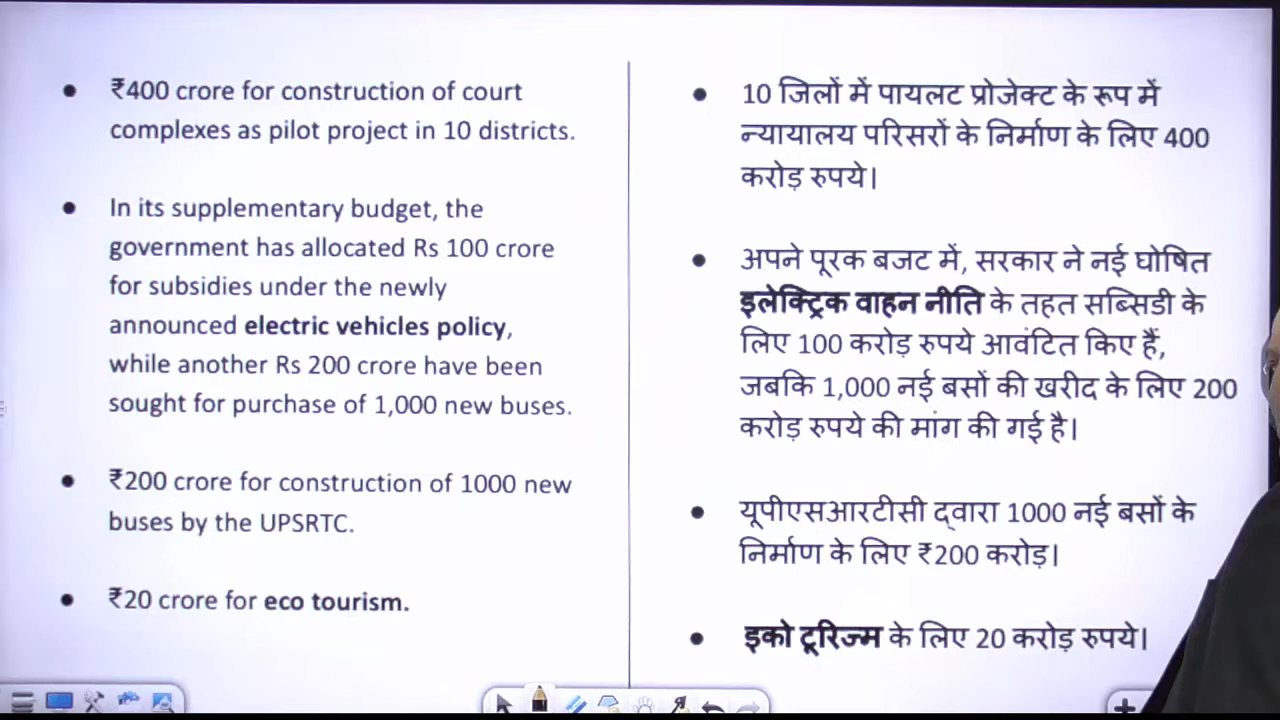 • ₹400 crore for construction of court
complexes as pilot project in 10 districts.
• In its supplementary budget, the
government has allocated Rs 100 crore
for subsidies under the newly
announced electric vehicles policy,
while another Rs 200 crore have been
sought for purchase of 1,000 new buses.
• ₹200 crore for construction of 1000 new
buses by the UPSRTC.
• ₹20 crore for eco tourism.
• 10 जिलों में पायलट प्रोजेक्ट के रूप में
न्यायालय परिसरों के निर्माण के लिए 400
करोड़ रुपये।
• अपने पूरक बजट में, सरकार ने नई घोषित
इलेक्ट्रिक वाहन नीति के तहत सब्सिडी के
लिए 100 करोड़ रुपये आवंटित किए हैं,
जबकि 1,000 नई बसों की खरीद के लिए 200
करोड़ रुपये की मांग की गई है।
• यूपीएसआरटीसी द्वारा 1000 नई बसों के
निर्माण के लिए ₹200 करोड़।
• इको टूरिज्म के लिए 20 करोड़ रुपये।